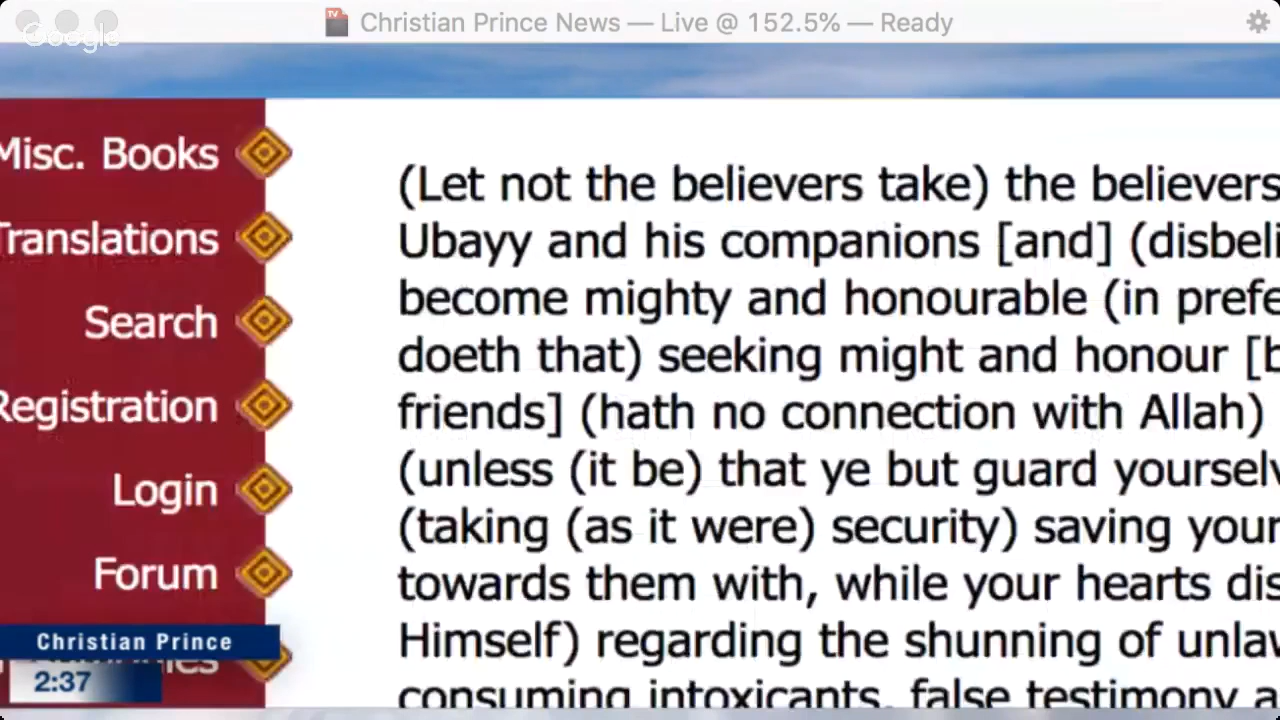 TV
Christian Prince News — Live @ 152.5% — Ready
Google
Misc. Books
Translations
Search
Registration
Login
Forum
(Let not the believers take) the believers
Ubayy and his companions [and] (disbeli
become mighty and honourable (in prefe
doeth that) seeking might and honour [b
friends] (hath no connection with Allah)
(unless (it be) that ye but guard yourselv
(taking (as it were) security) saving your
towards them with, while your hearts dis
Himself) regarding the shunning of unlaw
consuming intoxicants, false testimony a
Christian Prince
2:37